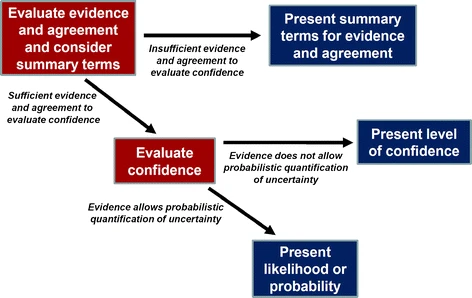 Evaluate evidence
and agreement
and consider
summary terms
Insufficient evidence
and agreement to
evaluate confidence
Present summary
terms for evidence
and agreement
Sufficient evidence
and agreement to
evaluate confidence
Evaluate
confidence
Evidence does not allow
probabilistic quantification
of uncertainty
Present level
of confidence
Evidence allows probabilistic
quantification of uncertainty
Present
likelihood or
probability